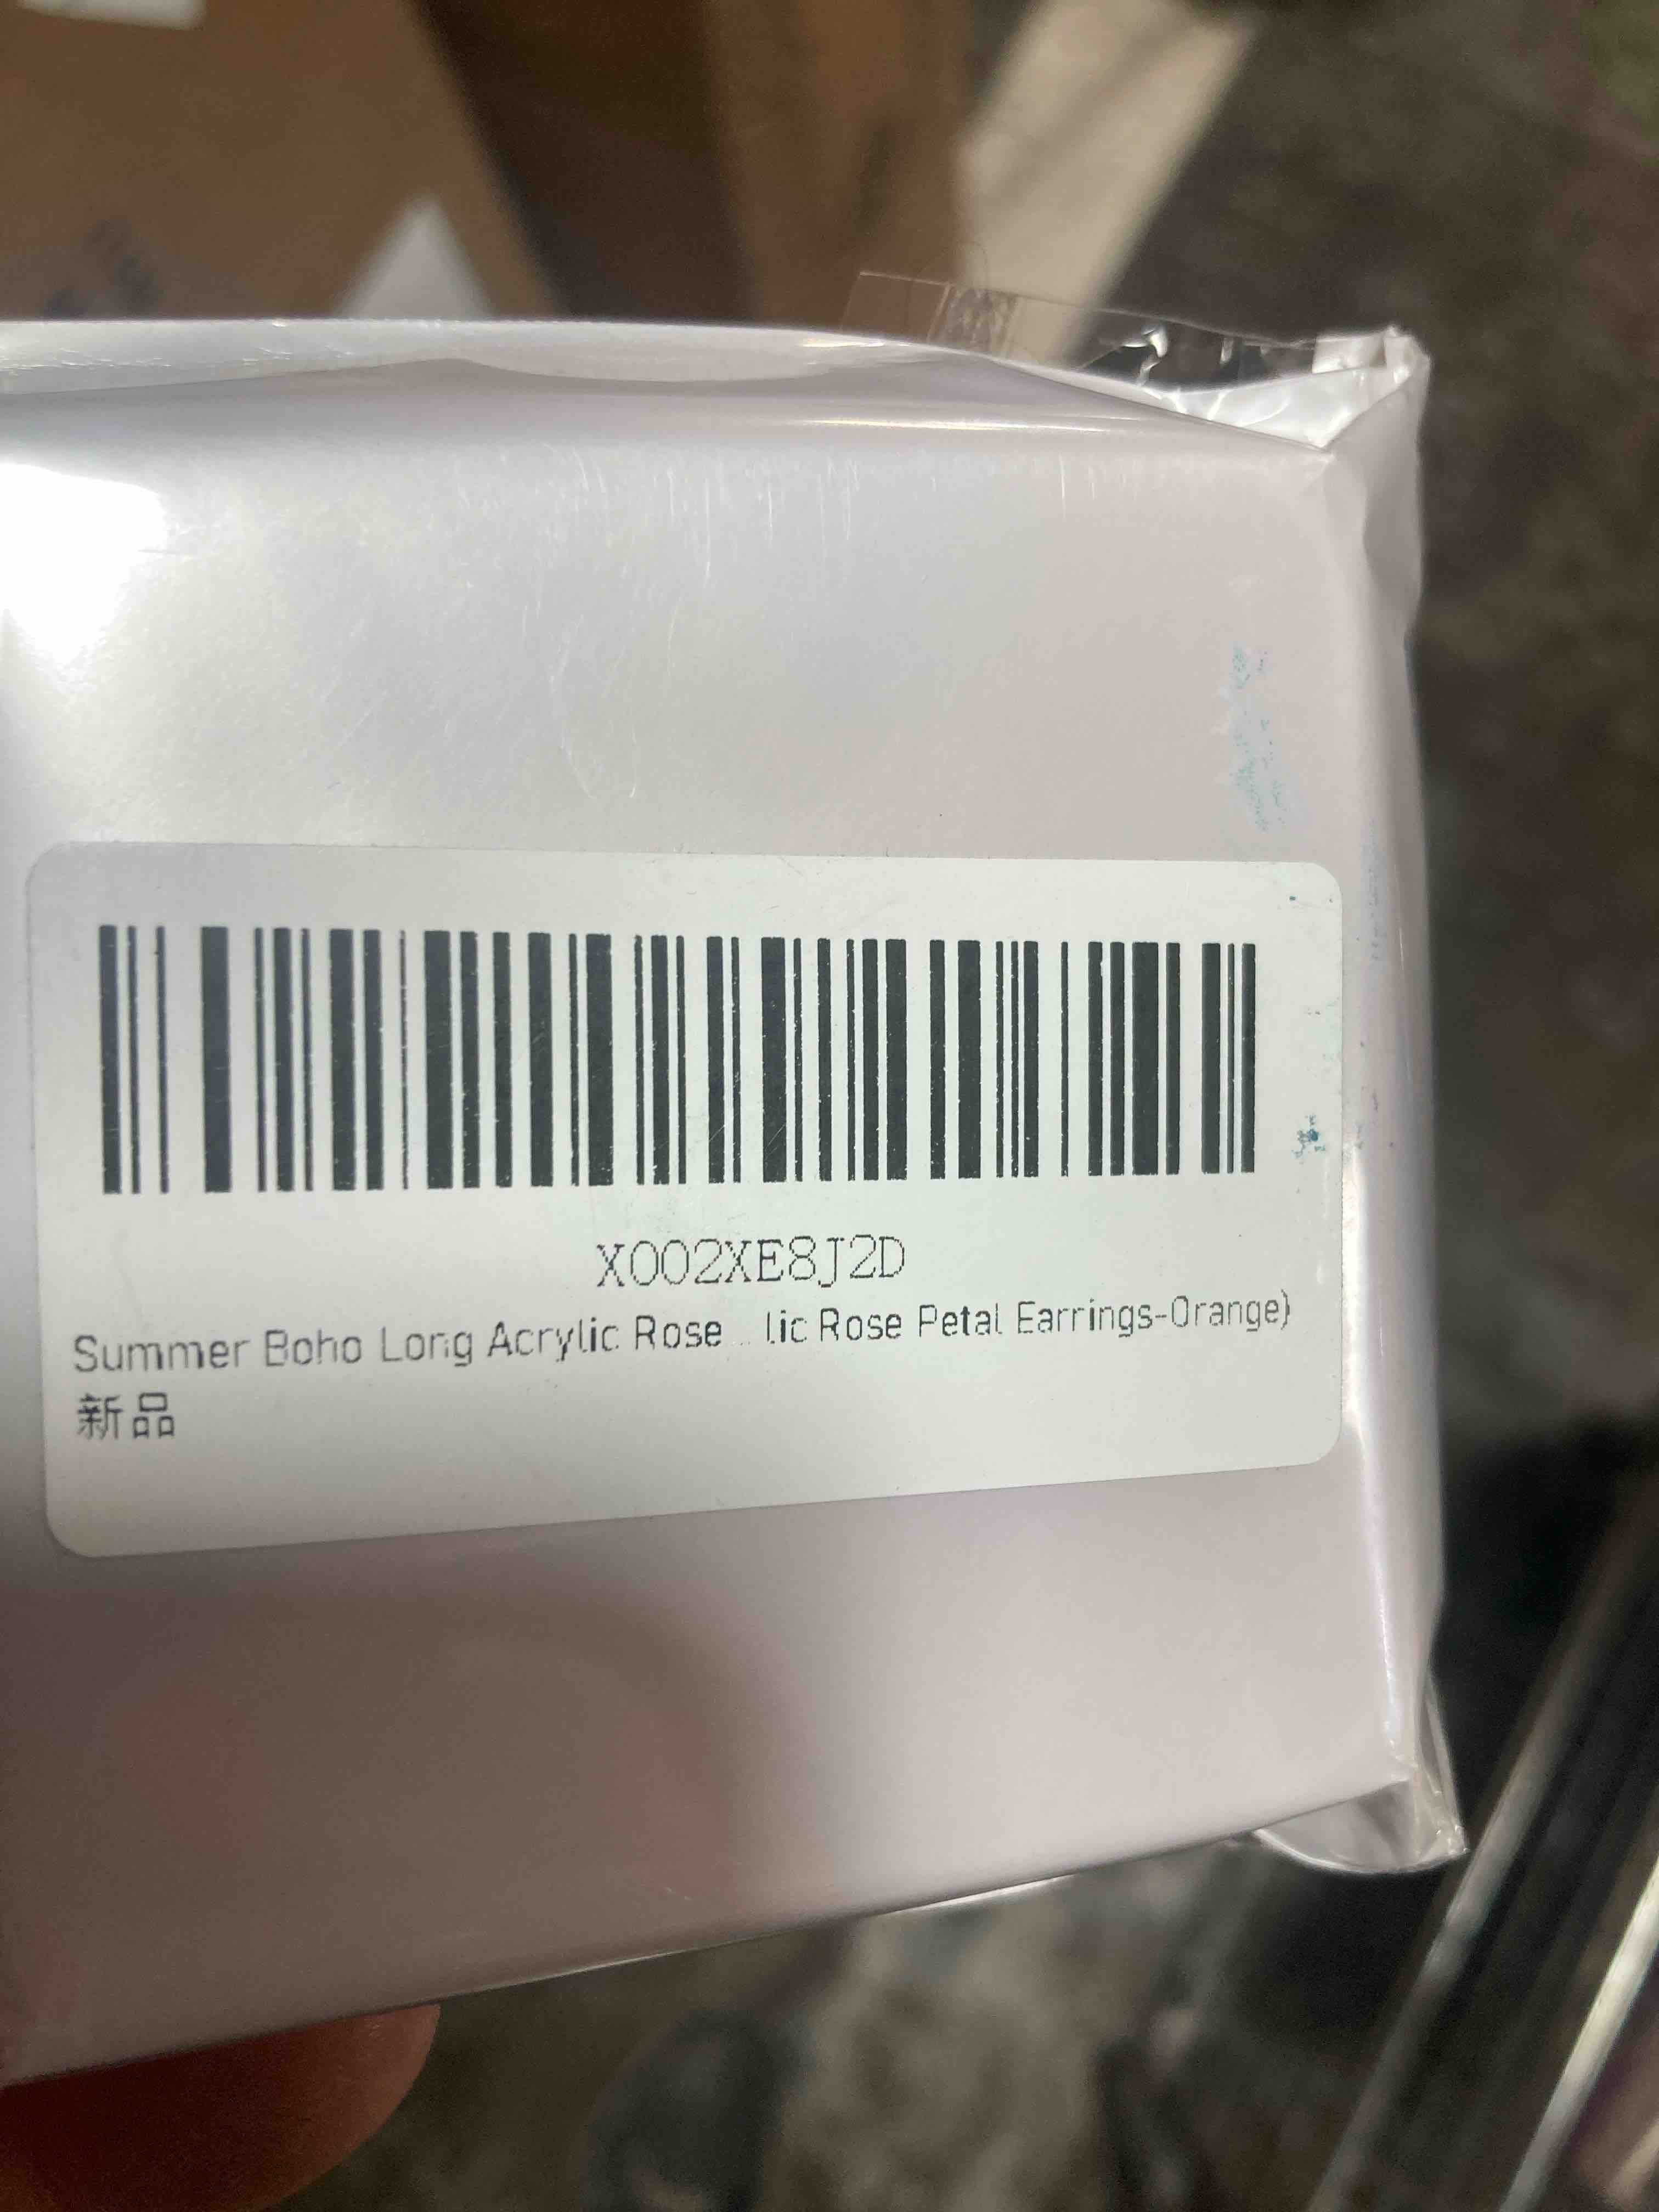 X002XE8J2D
Summer Boho Long Acrylic Rose ... lic Rose Petal Earrings-Orange)
新品